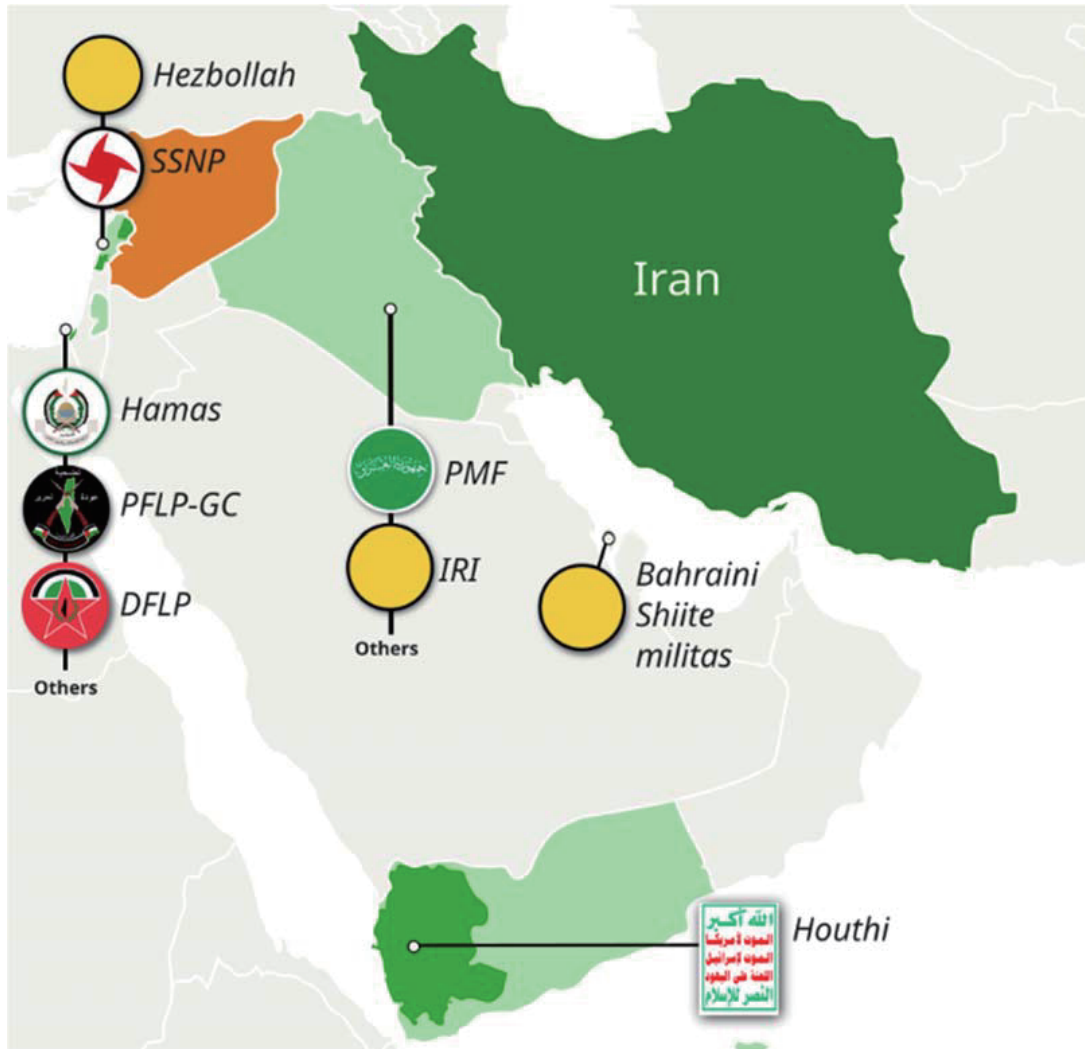 Hezbollah
SSNP
Iran
Hamas
PFLP-GC
DFLP
Others
PMF
IRI
Others
Bahraini
Shiite
militas
الله أكبر
الموت لأمريكا
الموت لإسرائيل
اللعنة على اليهود
النصر للإسلام
Houthi